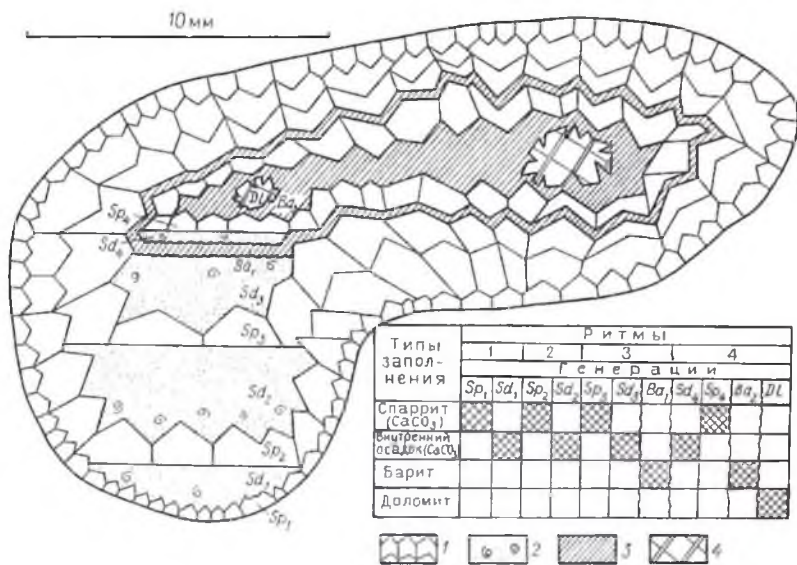 10 мм
DL Ba₂
Sp₄
Sd₄
Ba₁
Sd₃
Sp₃
Sd₂
Sp₂
Sd₁
Sp₁
Типы заполнения
Ритмы
1 2 3 4
Генерации
Sp₁ Sd₁ Sp₂ Sd₂ Sp₃ Sd₃ Ba₁ Sd₄ Sp₄ Ba₂ DL
Спаррит (CaCO₃)
Внутренний осадок (CaCO₃)
Барит
Доломит
1 2 3 4